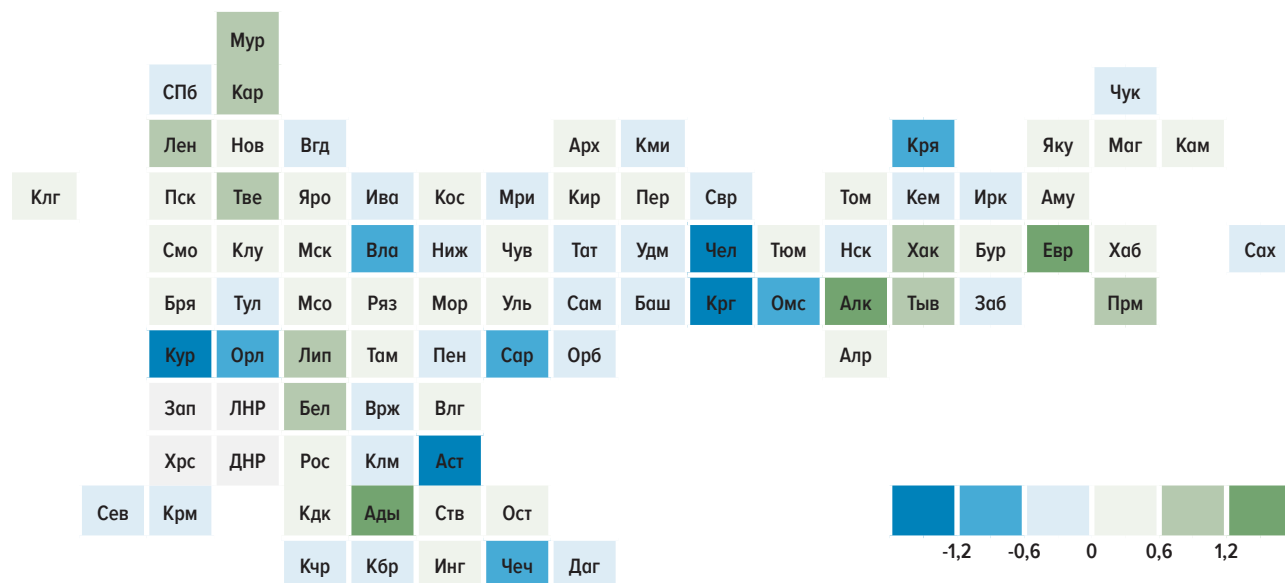 Мур
СПб Кар Чук
Лен Нов Вгд Арх Кми Кря Яку Маг Кам
Клг Пск Тве Яро Ива Кос Мри Кир Пер Свр Том Кем Ирк Аму
Смо Клу Мск Вла Ниж Чув Тат Удм Чел Тюм Нск Хак Бур Евр Хаб Сах
Бря Тул Мсо Ряз Мор Уль Сам Баш Крг Омс Алк Тыв Заб Прм
Кур Орл Лип Там Пен Сар Орб Алр
Зап ЛНР Бел Врж Влг
Хрс ДНР Рос Клм Аст
Сев Крм Кдк Ады Ств Ост
-1,2 -0,6 0 0,6 1,2
Кчр Кбр Инг Чеч Даг